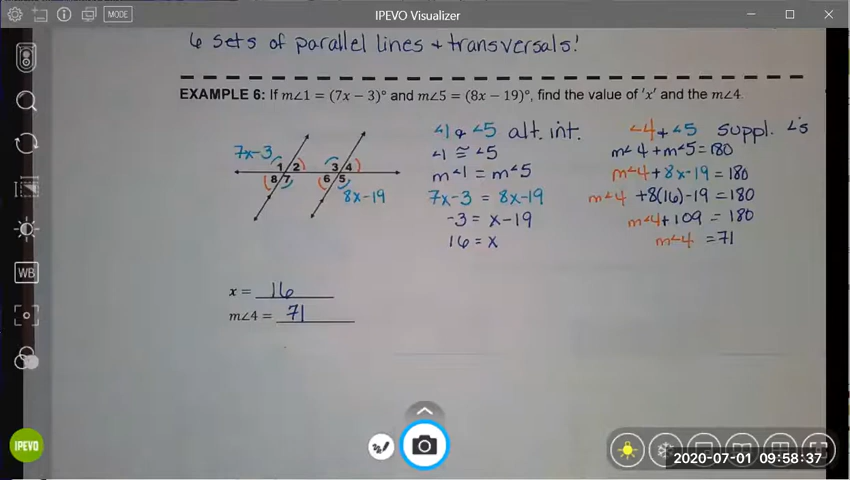 IPEVO Visualizer
MODE
6 sets of parallel lines + transversals!
EXAMPLE 6: If m∠1 = (7x − 3)° and m∠5 = (8x − 19)°, find the value of 'x' and the m∠4.
7x-3
1 2 3 4
8 7 6 5
8x-19
∠1 & ∠5 alt. int.
∠1 ≅ ∠5
m∠1 = m∠5
7x-3 = 8x-19
-3 = x-19
16 = x
∠4 + ∠5 suppl. ∠'s
m∠4 + m∠5 = 180
m∠4 + 8x-19 = 180
m∠4 + 8(16) -19 = 180
m∠4 + 109 = 180
m∠4 = 71
x = 16
m∠4 = 71
WB
IPEVO
2020-07-01 09:58:37